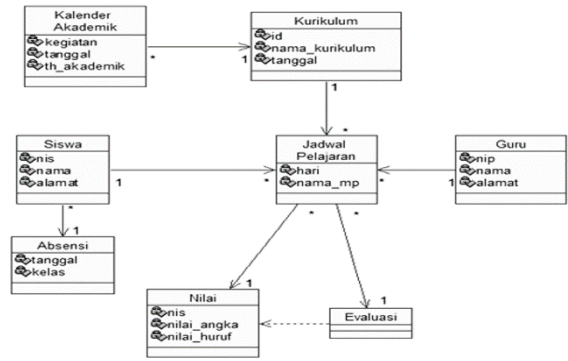 Kalender
Akademik
kegiatan
tanggal
th_akademik
*
1
Kurikulum
id
nama_kurikulum
tanggal
1
*
Siswa
nis
nama
alamat
1
*
*
1
Jadwal
Pelajaran
hari
nama_mp
*
1
Guru
nip
nama
alamat
Absensi
tanggal
kelas
*
*
1
1
Nilai
nis
nilai_angka
nilai_huruf
Evaluasi